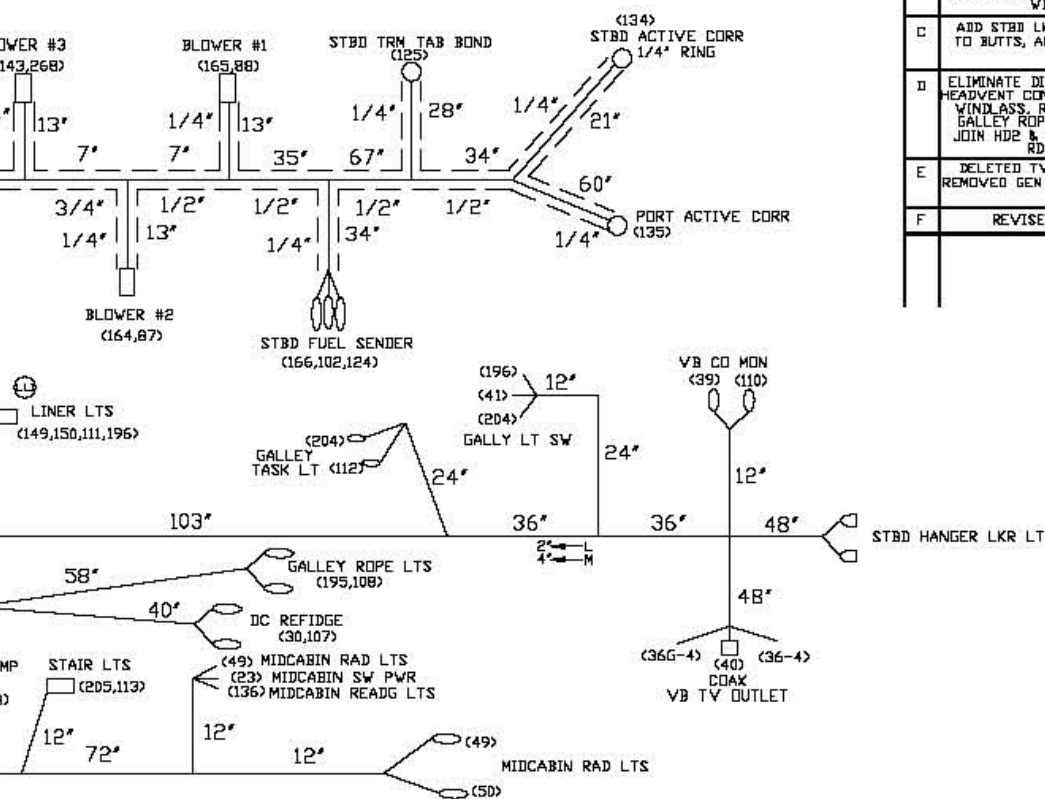 (134)
STBD ACTIVE CORR
1/4" RING
BLOWER #1
(165,88)
STBD TRM TAB BOND
(125)
#3
143,268)
13"
1/4"
13"
1/4"
28"
1/4"
21"
7"
7"
35"
67"
34"
60"
3/4"
1/2"
1/2"
1/2"
1/2"
1/4"
13"
1/4"
34"
1/4"
PORT ACTIVE CORR
(135)
BLOWER #2
(164,87)
STBD FUEL SENDER
(166,102,124)
C
ADD STBD
TO BUTTS,
D
ELIMINATE
HEADVENT
WINDLASS,
GALLEY ROPE
JOIN HD2 &
E
DELETED
REMOVED GEN
F
LINER LTS
(149,150,111,196)
(204)
GALLEY
TASK LT (112)
24"
(196)
(41)
(204)
12"
GALLY LT SW
24"
VB CO MON
(39) (110)
12"
103"
36"
36"
48"
2" L
4" M
STBD HANGER LKR
58"
GALLEY ROPE LTS
(195,108)
40"
DC REFIDGE
(30,107)
48"
(36G-4) (40) (36-4)
COAX
VB TV OUTLET
STAIR LTS
(205,113)
(49) MIDCABIN RAD LTS
(23) MIDCABIN SW PWR
(136) MIDCABIN READG LTS
12"
72"
12"
12"
(49)
MIDCABIN RAD LTS
(50)